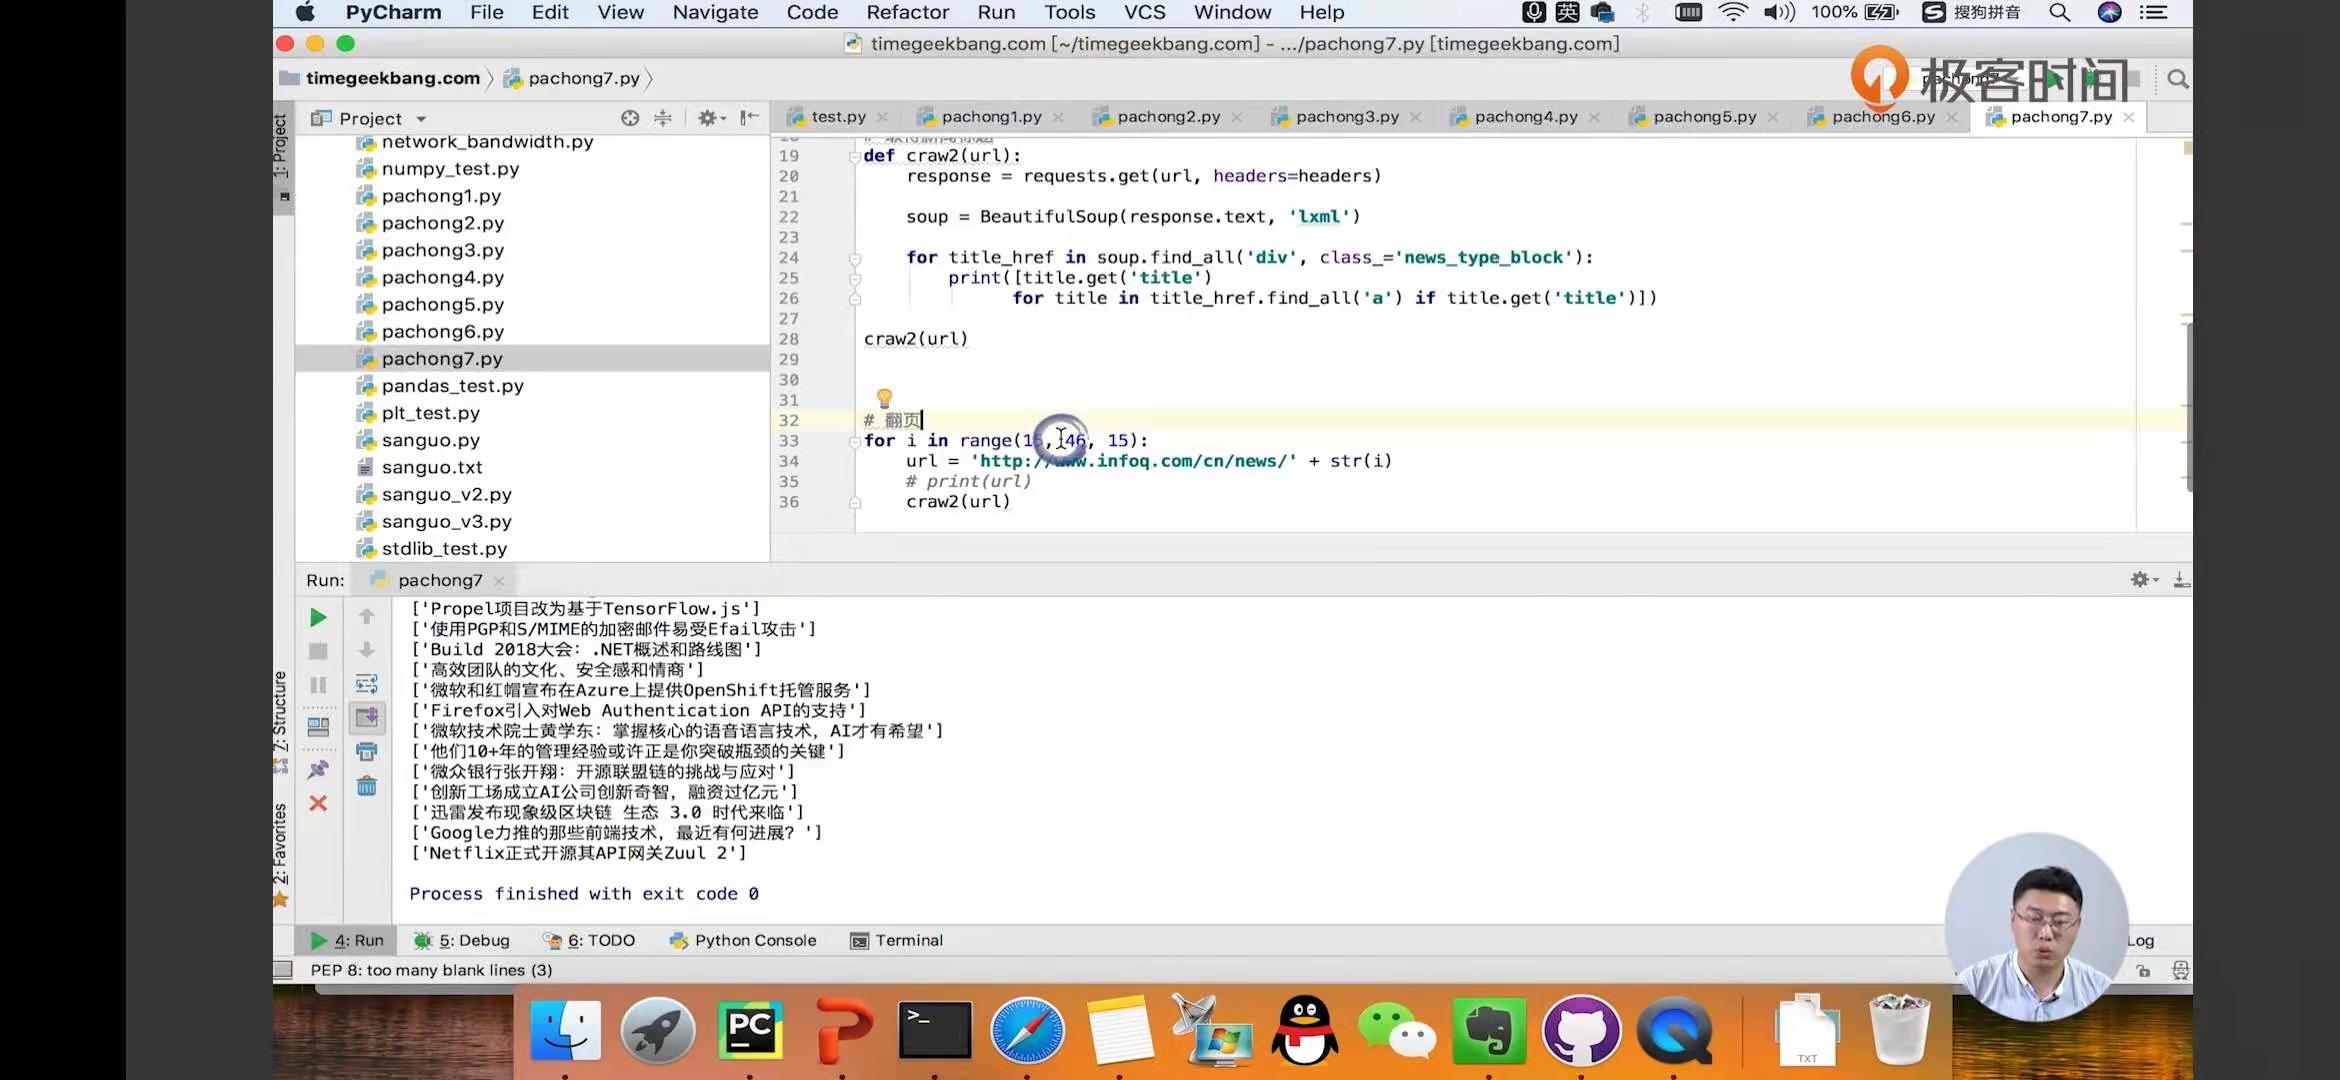 PyCharm File Edit View Navigate Code Refactor Run Tools VCS Window Help 英 100% 搜狗拼音
timegeekbang.com [~/timegeekbang.com] - .../pachong7.py [timegeekbang.com]
timegeekbang.com pachong7.py
极客时间
1: Project
Project
test.py pachong1.py pachong2.py pachong3.py pachong4.py pachong5.py pachong6.py pachong7.py
network_bandwidth.py
numpy_test.py
pachong1.py
pachong2.py
pachong3.py
pachong4.py
pachong5.py
pachong6.py
pachong7.py
pandas_test.py
plt_test.py
sanguo.py
sanguo.txt
sanguo_v2.py
sanguo_v3.py
stdlib_test.py
19 def craw2(url):
20 response = requests.get(url, headers=headers)
21
22 soup = BeautifulSoup(response.text, 'lxml')
23
24 for title_href in soup.find_all('div', class_='news_type_block'):
25 print([title.get('title')
26 for title in title_href.find_all('a') if title.get('title')])
27
28 craw2(url)
29
30
31
32 # 翻页
33 for i in range(15, 46, 15):
34 url = 'http://www.infoq.com/cn/news/' + str(i)
35 # print(url)
36 craw2(url)
Run: pachong7
['Propel项目改为基于TensorFlow.js']
['使用PGP和S/MIME的加密邮件易受Efail攻击']
['Build 2018大会：.NET概述和路线图']
['高效团队的文化、安全感和情商']
['微软和红帽宣布在Azure上提供OpenShift托管服务']
['Firefox引入对Web Authentication API的支持']
['微软技术院士黄学东：掌握核心的语音语言技术，AI才有希望']
['他们10+年的管理经验或许正是你突破瓶颈的关键']
['微众银行张开翔：开源联盟链的挑战与应对']
['创新工场成立AI公司创新奇智，融资过亿元']
['迅雷发布现象级区块链 生态 3.0 时代来临']
['Google力推的那些前端技术，最近有何进展？']
['Netflix正式开源其API网关Zuul 2']
Process finished with exit code 0
7: Structure
2: Favorites
4: Run 5: Debug 6: TODO Python Console Terminal Log
PEP 8: too many blank lines (3)
PC
TXT